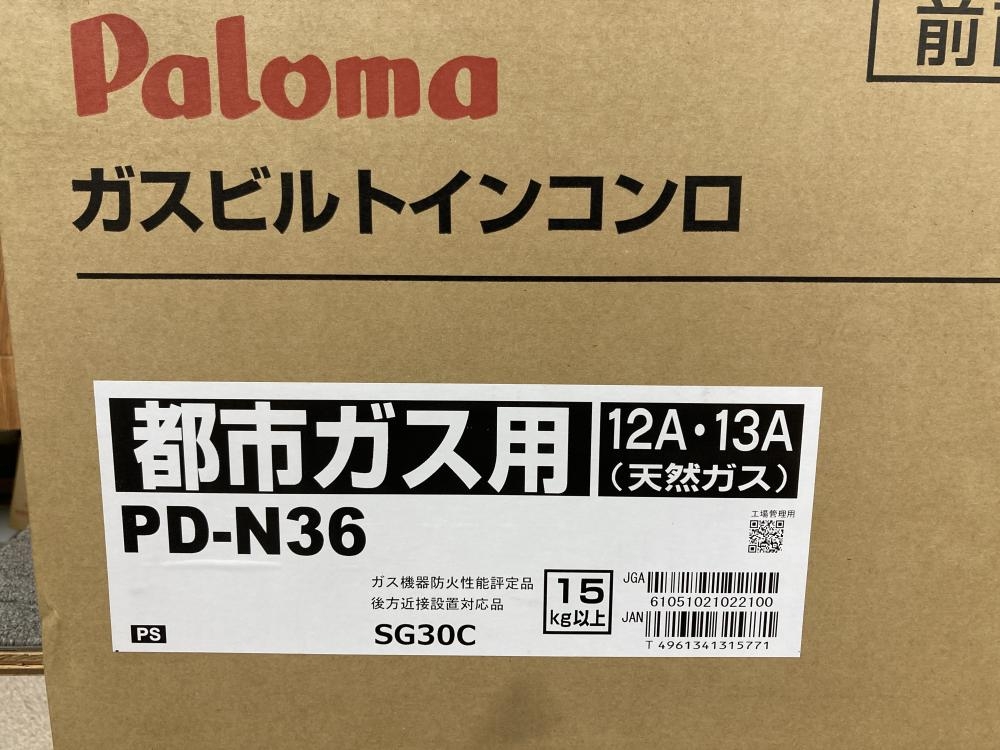 Paloma
前
ガスビルトインコンロ
都市ガス用
12A・13A
(天然ガス)
PD-N36
工場管理用
ガス機器防火性能評定品
後方近接設置対応品
SG30C
15
kg以上
PS
JGA
61051021022100
JAN
T 4961341315771